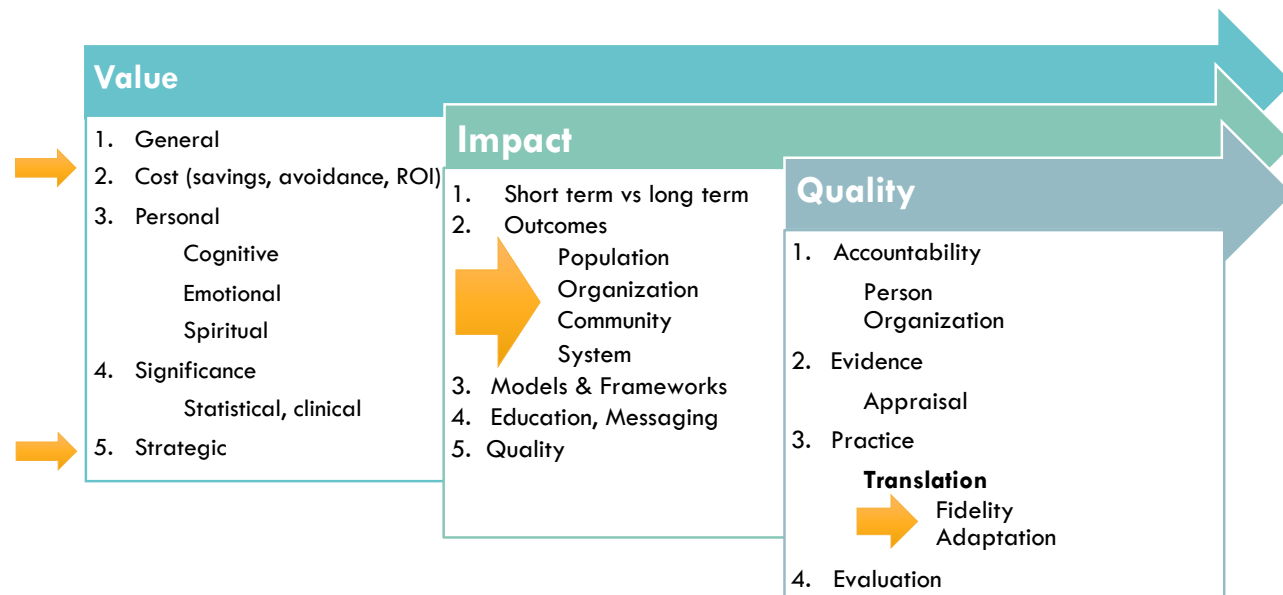 Value
1. General
2. Cost (savings, avoidance, ROI)
3. Personal
Cognitive
Emotional
Spiritual
4. Significance
Statistical, clinical
5. Strategic
Impact
1. Short term vs long term
2. Outcomes
Population
Organization
Community
System
3. Models & Frameworks
4. Education, Messaging
5. Quality
Quality
1. Accountability
Person
Organization
2. Evidence
Appraisal
3. Practice
Translation
Fidelity
Adaptation
4. Evaluation